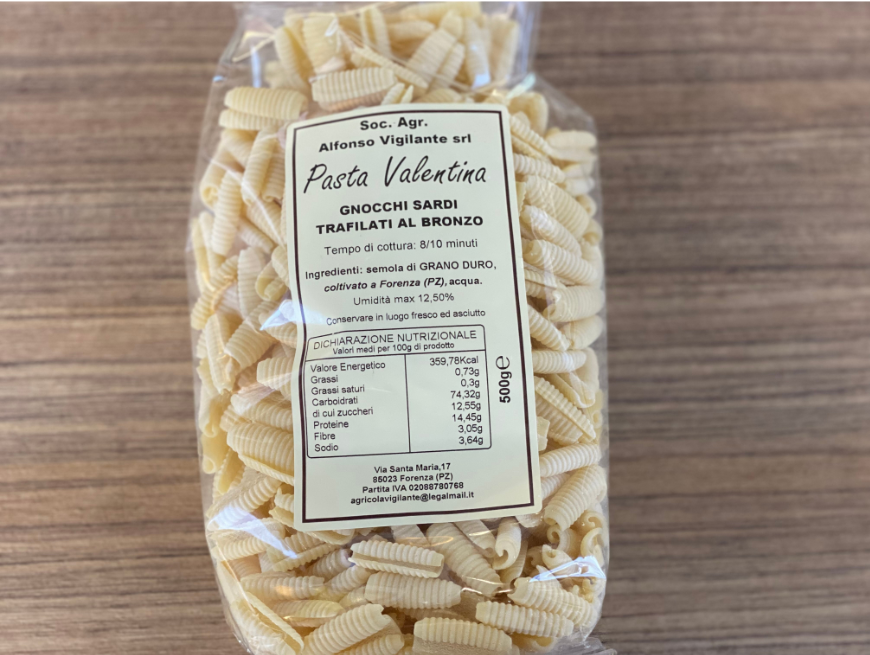 Soc. Agr.
Alfonso Vigilante srl
Pasta Valentina
GNOCCHI SARDI
TRAFILATI AL BRONZO
Tempo di cottura: 8/10 minuti
Ingredienti: semola di GRANO DURO,
coltivato a Forenza (PZ), acqua.
Umidità max 12,50%
Conservare in luogo fresco ed asciutto
DICHIARAZIONE NUTRIZIONALE
Valori medi per 100g di prodotto
Valore Energetico 359,78Kcal
Grassi 0,73g
Grassi saturi 0,3g
Carboidrati 74,32g
di cui zuccheri 12,55g
Proteine 14,45g
Fibre 3,05g
Sodio 3,64g
500g℮
Via Santa Maria,17
85023 Forenza (PZ)
Partita IVA 02088780768
agricolavigilante@legalmail.it